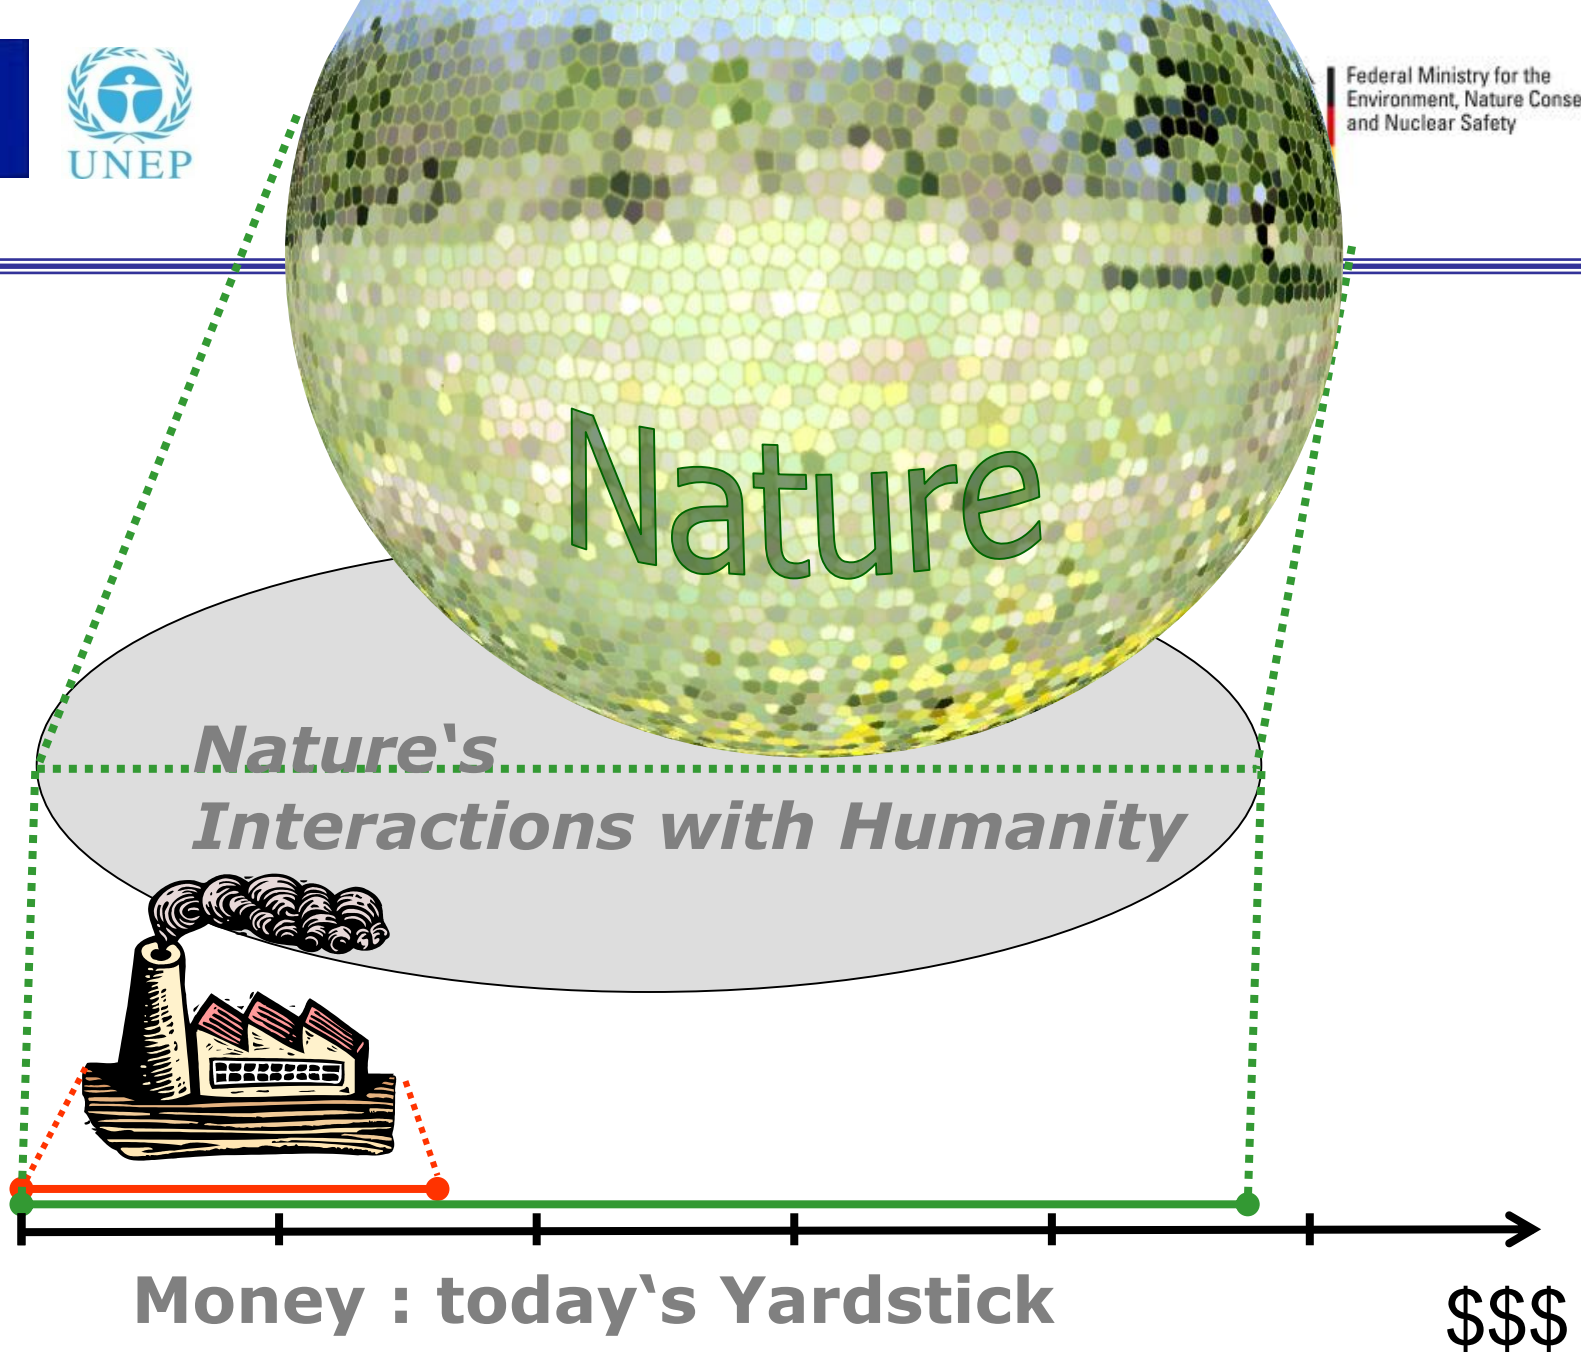 UNEP
Federal Ministry for the
Environment, Nature Conse
and Nuclear Safety
Nature
Nature‘s
Interactions with Humanity
Money : today‘s Yardstick
$$$